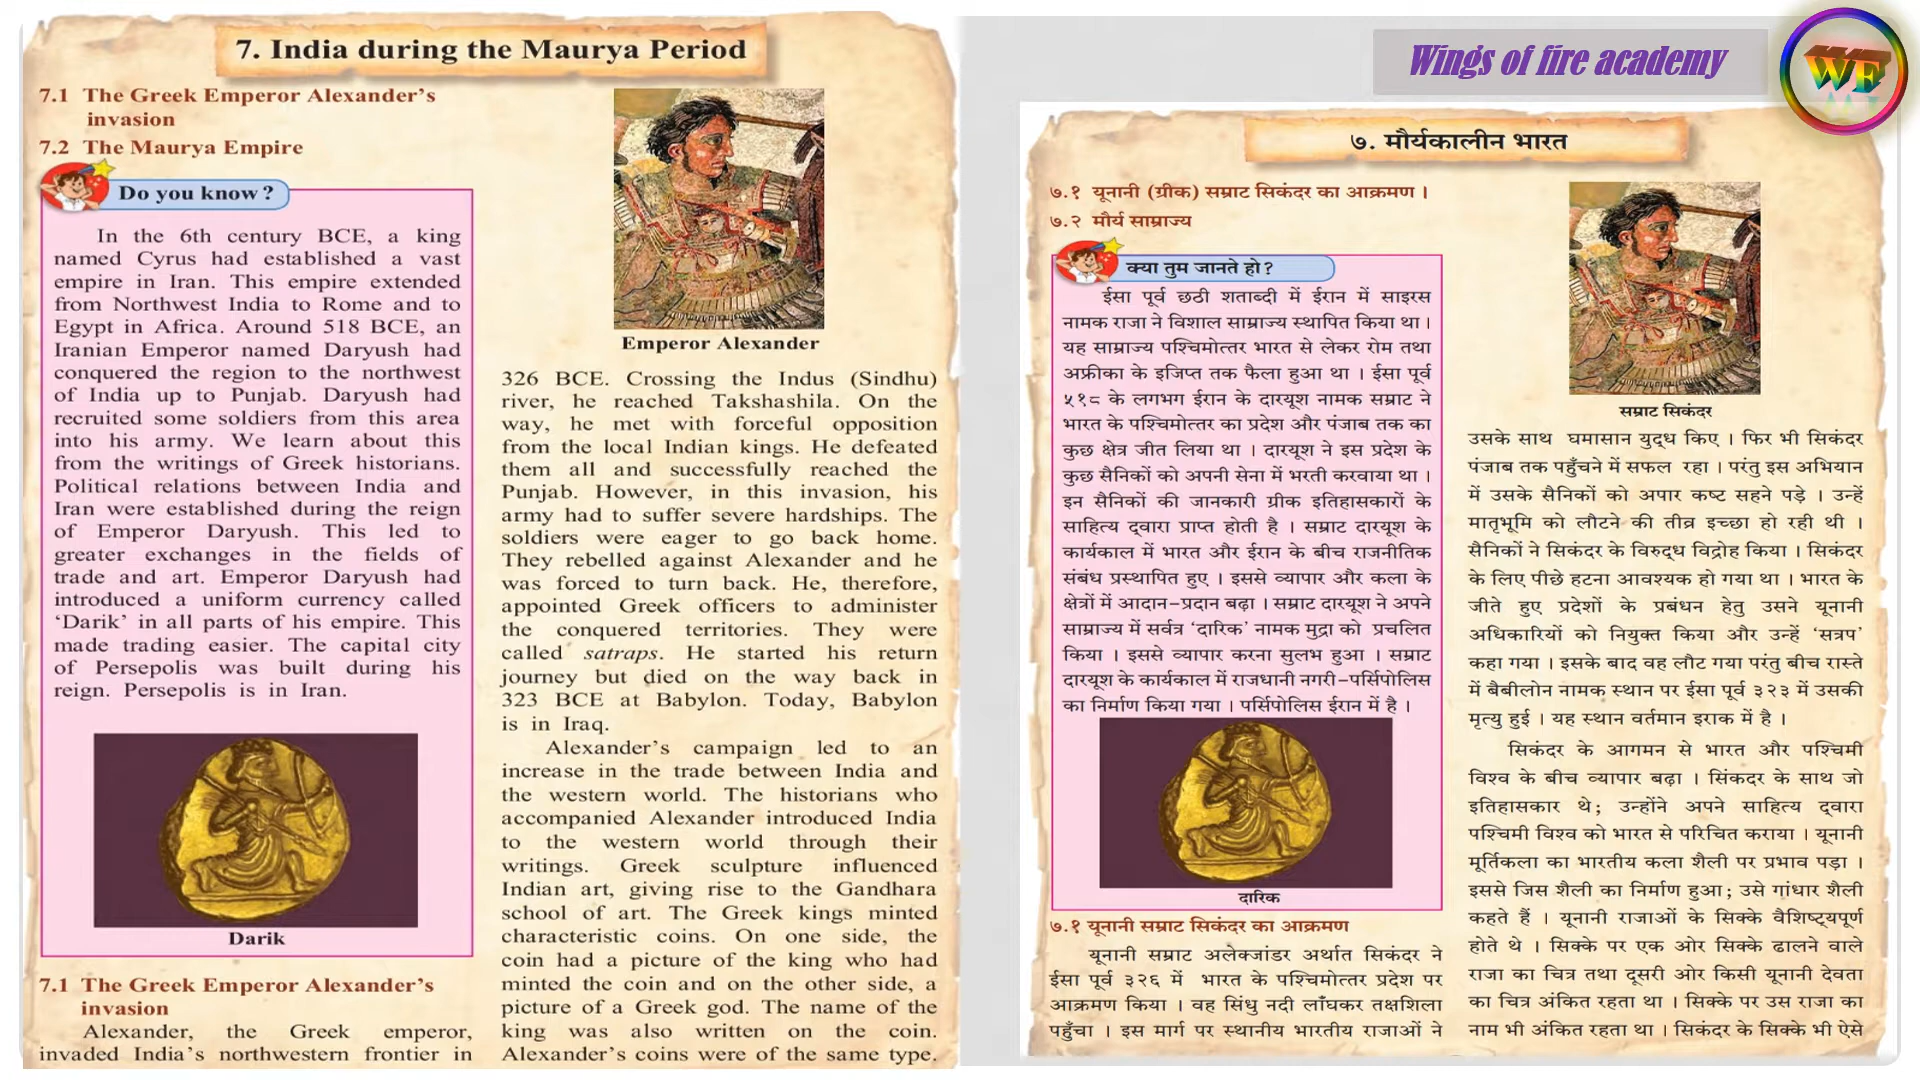 7. India during the Maurya Period
7.1 The Greek Emperor Alexander's
invasion
7.2 The Maurya Empire
Do you know ?
In the 6th century BCE, a king
named Cyrus had established a vast
empire in Iran. This empire extended
from Northwest India to Rome and to
Egypt in Africa. Around 518 BCE, an
Iranian Emperor named Daryush had
conquered the region to the northwest
of India up to Punjab. Daryush had
recruited some soldiers from this area
into his army. We learn about this
from the writings of Greek historians.
Political relations between India and
Iran were established during the reign
of Emperor Daryush. This led to
greater exchanges in the fields of
trade and art. Emperor Daryush had
introduced a uniform currency called
'Darik' in all parts of his empire. This
made trading easier. The capital city
of Persepolis was built during his
reign. Persepolis is in Iran.
Darik
7.1 The Greek Emperor Alexander's
invasion
Alexander, the Greek emperor,
invaded India's northwestern frontier in
Emperor Alexander
326 BCE. Crossing the Indus (Sindhu)
river, he reached Takshashila. On the
way, he met with forceful opposition
from the local Indian kings. He defeated
them all and successfully reached the
Punjab. However, in this invasion, his
army had to suffer severe hardships. The
soldiers were eager to go back home.
They rebelled against Alexander and he
was forced to turn back. He, therefore,
appointed Greek officers to administer
the conquered territories. They were
called satraps. He started his return
journey but died on the way back in
323 BCE at Babylon. Today, Babylon
is in Iraq.
Alexander's campaign led to an
increase in the trade between India and
the western world. The historians who
accompanied Alexander introduced India
to the western world through their
writings. Greek sculpture influenced
Indian art, giving rise to the Gandhara
school of art. The Greek kings minted
characteristic coins. On one side, the
coin had a picture of the king who had
minted the coin and on the other side, a
picture of a Greek god. The name of the
king was also written on the coin.
Alexander's coins were of the same type.
Wings of fire academy
WF
७. मौर्यकालीन भारत
७.१ यूनानी (ग्रीक) सम्राट सिकंदर का आक्रमण ।
७.२ मौर्य साम्राज्य
क्या तुम जानते हो ?
ईसा पूर्व छठी शताब्दी में ईरान में साइरस
नामक राजा ने विशाल साम्राज्य स्थापित किया था ।
यह साम्राज्य पश्चिमोत्तर भारत से लेकर रोम तथा
अफ्रीका के इजिप्त तक फैला हुआ था । ईसा पूर्व
५१८ के लगभग ईरान के दारयूश नामक सम्राट ने
भारत के पश्चिमोत्तर का प्रदेश और पंजाब तक का
कुछ क्षेत्र जीत लिया था । दारयूश ने इस प्रदेश के
कुछ सैनिकों को अपनी सेना में भरती करवाया था ।
इन सैनिकों की जानकारी ग्रीक इतिहासकारों के
साहित्य द्वारा प्राप्त होती है । सम्राट दारयूश के
कार्यकाल में भारत और ईरान के बीच राजनीतिक
संबंध प्रस्थापित हुए । इससे व्यापार और कला के
क्षेत्रों में आदान-प्रदान बढ़ा । सम्राट दारयूश ने अपने
साम्राज्य में सर्वत्र 'दारिक' नामक मुद्रा को प्रचलित
किया । इससे व्यापार करना सुलभ हुआ । सम्राट
दारयूश के कार्यकाल में राजधानी नगरी-पर्सिपोलिस
का निर्माण किया गया । पर्सिपोलिस ईरान में है ।
दारिक
७.१ यूनानी सम्राट सिकंदर का आक्रमण
यूनानी सम्राट अलेक्जांडर अर्थात सिकंदर ने
ईसा पूर्व ३२६ में भारत के पश्चिमोत्तर प्रदेश पर
आक्रमण किया । वह सिंधु नदी लाँघकर तक्षशिला
पहुँचा । इस मार्ग पर स्थानीय भारतीय राजाओं ने
सम्राट सिकंदर
उसके साथ घमासान युद्ध किए । फिर भी सिकंदर
पंजाब तक पहुँचने में सफल रहा । परंतु इस अभियान
में उसके सैनिकों को अपार कष्ट सहने पड़े । उन्हें
मातृभूमि को लौटने की तीव्र इच्छा हो रही थी ।
सैनिकों ने सिकंदर के विरुद्ध विद्रोह किया । सिकंदर
के लिए पीछे हटना आवश्यक हो गया था । भारत के
जीते हुए प्रदेशों के प्रबंधन हेतु उसने यूनानी
अधिकारियों को नियुक्त किया और उन्हें 'सत्रप'
कहा गया । इसके बाद वह लौट गया परंतु बीच रास्ते
में बैबीलोन नामक स्थान पर ईसा पूर्व ३२३ में उसकी
मृत्यु हुई । यह स्थान वर्तमान इराक में है ।
सिकंदर के आगमन से भारत और पश्चिमी
विश्व के बीच व्यापार बढ़ा । सिंकदर के साथ जो
इतिहासकार थे; उन्होंने अपने साहित्य द्वारा
पश्चिमी विश्व को भारत से परिचित कराया । यूनानी
मूर्तिकला का भारतीय कला शैली पर प्रभाव पड़ा ।
इससे जिस शैली का निर्माण हुआ; उसे गांधार शैली
कहते हैं । यूनानी राजाओं के सिक्के वैशिष्ट्यपूर्ण
होते थे । सिक्के पर एक ओर सिक्के ढालने वाले
राजा का चित्र तथा दूसरी ओर किसी यूनानी देवता
का चित्र अंकित रहता था । सिक्के पर उस राजा का
नाम भी अंकित रहता था । सिकंदर के सिक्के भी ऐसे